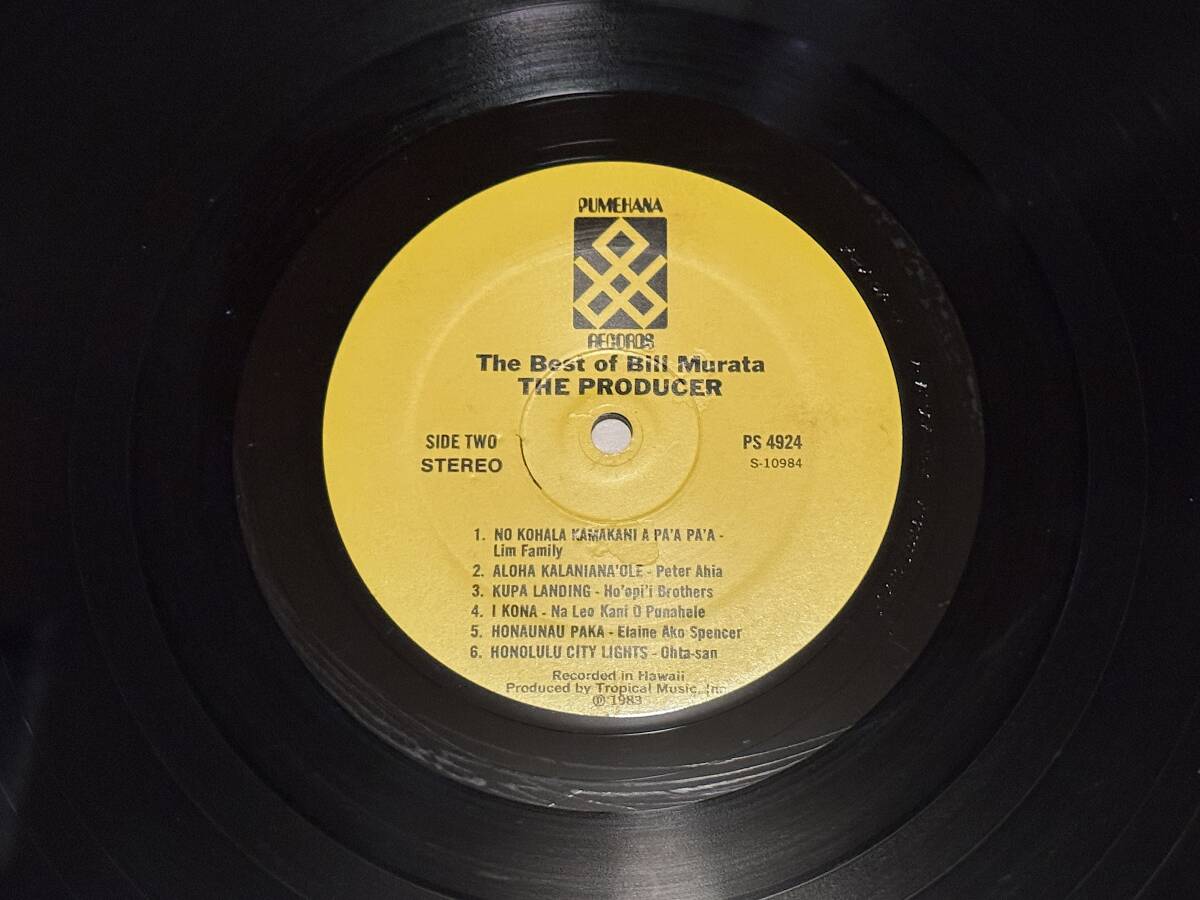 PUMEHANA
RECORDS
The Best of Bill Murata
THE PRODUCER
SIDE TWO
STEREO
PS 4924
S-10984
1. NO KOHALA KAMAKANI A PA'A PA'A -
Lim Family
2. ALOHA KALANIANA'OLE - Peter Ahia
3. KUPA LANDING - Ho'opi'i Brothers
4. I KONA - Na Leo Kani O Punahele
5. HONAUNAU PAKA - Elaine Ako Spencer
6. HONOLULU CITY LIGHTS - Ohta-san
Recorded in Hawaii
Produced by Tropical Music, Inc
℗ 1983